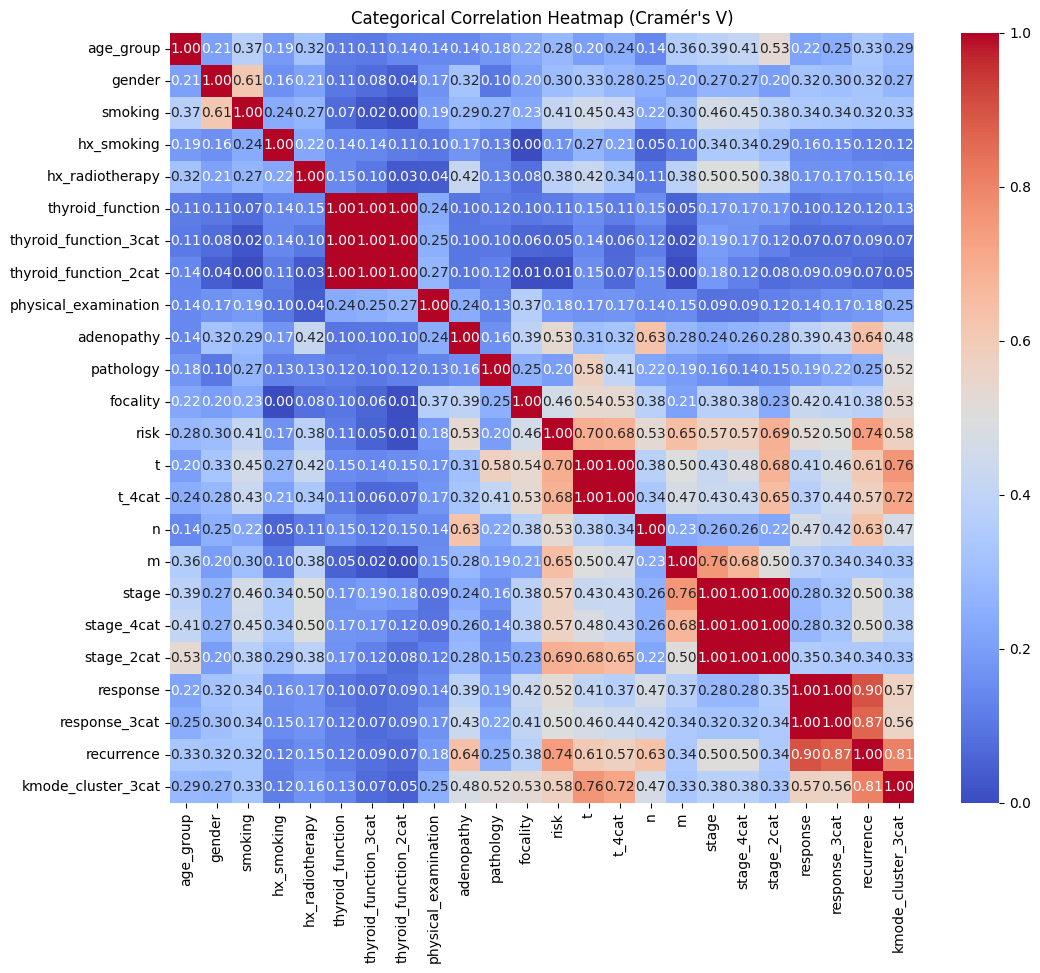 Categorical Correlation Heatmap (Cramér's V)
age_group 1.00 0.21 0.37 0.19 0.32 0.11 0.11 0.14 0.14 0.14 0.18 0.22 0.28 0.20 0.24 0.14 0.36 0.39 0.41 0.53 0.22 0.25 0.33 0.29
gender 0.21 1.00 0.61 0.16 0.21 0.11 0.08 0.04 0.17 0.32 0.10 0.20 0.30 0.33 0.28 0.25 0.20 0.27 0.27 0.20 0.32 0.30 0.32 0.27
smoking 0.37 0.61 1.00 0.24 0.27 0.07 0.02 0.00 0.19 0.29 0.27 0.23 0.41 0.45 0.43 0.22 0.30 0.46 0.45 0.38 0.34 0.34 0.32 0.33
hx_smoking 0.19 0.16 0.24 1.00 0.22 0.14 0.14 0.11 0.10 0.17 0.13 0.00 0.17 0.27 0.21 0.05 0.10 0.34 0.34 0.29 0.16 0.15 0.12 0.12
hx_radiotherapy 0.32 0.21 0.27 0.22 1.00 0.15 0.10 0.03 0.04 0.42 0.13 0.08 0.38 0.42 0.34 0.11 0.38 0.50 0.50 0.38 0.17 0.17 0.15 0.16
thyroid_function 0.11 0.11 0.07 0.14 0.15 1.00 1.00 1.00 0.24 0.10 0.12 0.10 0.11 0.15 0.11 0.15 0.05 0.17 0.17 0.17 0.10 0.12 0.12 0.13
thyroid_function_3cat 0.11 0.08 0.02 0.14 0.10 1.00 1.00 1.00 0.25 0.10 0.10 0.06 0.05 0.14 0.06 0.12 0.02 0.19 0.17 0.12 0.07 0.07 0.09 0.07
thyroid_function_2cat 0.14 0.04 0.00 0.11 0.03 1.00 1.00 1.00 0.27 0.10 0.12 0.01 0.01 0.15 0.07 0.15 0.00 0.18 0.12 0.08 0.09 0.09 0.07 0.05
physical_examination 0.14 0.17 0.19 0.10 0.04 0.24 0.25 0.27 1.00 0.24 0.13 0.37 0.18 0.17 0.17 0.14 0.15 0.09 0.09 0.12 0.14 0.17 0.18 0.25
adenopathy 0.14 0.32 0.29 0.17 0.42 0.10 0.10 0.10 0.24 1.00 0.16 0.39 0.53 0.31 0.32 0.63 0.28 0.24 0.26 0.28 0.39 0.43 0.64 0.48
pathology 0.18 0.10 0.27 0.13 0.13 0.12 0.10 0.12 0.13 0.16 1.00 0.25 0.20 0.58 0.41 0.22 0.19 0.16 0.14 0.15 0.19 0.22 0.25 0.52
focality 0.22 0.20 0.23 0.00 0.08 0.10 0.06 0.01 0.37 0.39 0.25 1.00 0.46 0.54 0.53 0.38 0.21 0.38 0.38 0.23 0.42 0.41 0.38 0.53
risk 0.28 0.30 0.41 0.17 0.38 0.11 0.05 0.01 0.18 0.53 0.20 0.46 1.00 0.70 0.68 0.53 0.65 0.57 0.57 0.69 0.52 0.50 0.74 0.58
t 0.20 0.33 0.45 0.27 0.42 0.15 0.14 0.15 0.17 0.31 0.58 0.54 0.70 1.00 1.00 0.38 0.50 0.43 0.48 0.68 0.41 0.46 0.61 0.76
t_4cat 0.24 0.28 0.43 0.21 0.34 0.11 0.06 0.07 0.17 0.32 0.41 0.53 0.68 1.00 1.00 0.34 0.47 0.43 0.43 0.65 0.37 0.44 0.57 0.72
n 0.14 0.25 0.22 0.05 0.11 0.15 0.12 0.15 0.14 0.63 0.22 0.38 0.53 0.38 0.34 1.00 0.23 0.26 0.26 0.22 0.47 0.42 0.63 0.47
m 0.36 0.20 0.30 0.10 0.38 0.05 0.02 0.00 0.15 0.28 0.19 0.21 0.65 0.50 0.47 0.23 1.00 0.76 0.68 0.50 0.37 0.34 0.34 0.33
stage 0.39 0.27 0.46 0.34 0.50 0.17 0.19 0.18 0.09 0.24 0.16 0.38 0.57 0.43 0.43 0.26 0.76 1.00 1.00 1.00 0.28 0.32 0.50 0.38
stage_4cat 0.41 0.27 0.45 0.34 0.50 0.17 0.17 0.12 0.09 0.26 0.14 0.38 0.57 0.48 0.43 0.26 0.68 1.00 1.00 1.00 0.28 0.32 0.50 0.38
stage_2cat 0.53 0.20 0.38 0.29 0.38 0.17 0.12 0.08 0.12 0.28 0.15 0.23 0.69 0.68 0.65 0.22 0.50 1.00 1.00 1.00 0.35 0.34 0.34 0.33
response 0.22 0.32 0.34 0.16 0.17 0.10 0.07 0.09 0.14 0.39 0.19 0.42 0.52 0.41 0.37 0.47 0.37 0.28 0.28 0.35 1.00 1.00 0.90 0.57
response_3cat 0.25 0.30 0.34 0.15 0.17 0.12 0.07 0.09 0.17 0.43 0.22 0.41 0.50 0.46 0.44 0.42 0.34 0.32 0.32 0.34 1.00 1.00 0.87 0.56
recurrence 0.33 0.32 0.32 0.12 0.15 0.12 0.09 0.07 0.18 0.64 0.25 0.38 0.74 0.61 0.57 0.63 0.34 0.50 0.50 0.34 0.90 0.87 1.00 0.81
kmode_cluster_3cat 0.29 0.27 0.33 0.12 0.16 0.13 0.07 0.05 0.25 0.48 0.52 0.53 0.58 0.76 0.72 0.47 0.33 0.38 0.38 0.33 0.57 0.56 0.81 1.00
age_group
gender
smoking
hx_smoking
hx_radiotherapy
thyroid_function
thyroid_function_3cat
thyroid_function_2cat
physical_examination
adenopathy
pathology
focality
risk
t
t_4cat
n
m
stage
stage_4cat
stage_2cat
response
response_3cat
recurrence
kmode_cluster_3cat
1.0
0.8
0.6
0.4
0.2
0.0